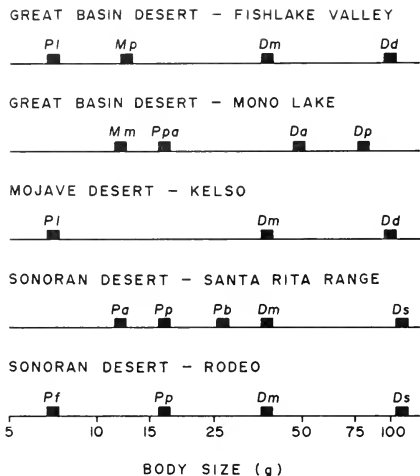 GREAT BASIN DESERT - FISHLAKE VALLEY
Pl Mp Dm Dd
GREAT BASIN DESERT - MONO LAKE
Mm Ppa Da Dp
MOJAVE DESERT - KELSO
Pl Dm Dd
SONORAN DESERT - SANTA RITA RANGE
Pa Pp Pb Dm Ds
SONORAN DESERT - RODEO
Pf Pp Dm Ds
5 10 15 25 50 75 100
BODY SIZE (g)